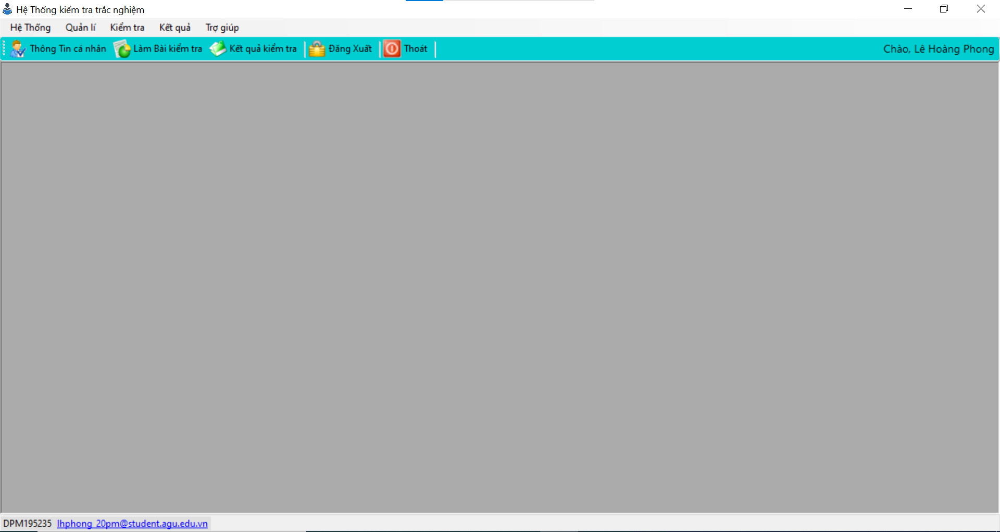 Hệ Thống kiểm tra trắc nghiệm
Hệ Thống Quản lí Kiểm tra Kết quả Trợ giúp
Thông Tin cá nhân Làm Bài kiểm tra Kết quả kiểm tra Đăng Xuất Thoát Chào, Lê Hoàng Phong
DPM195235 lhphong_20pm@student.agu.edu.vn